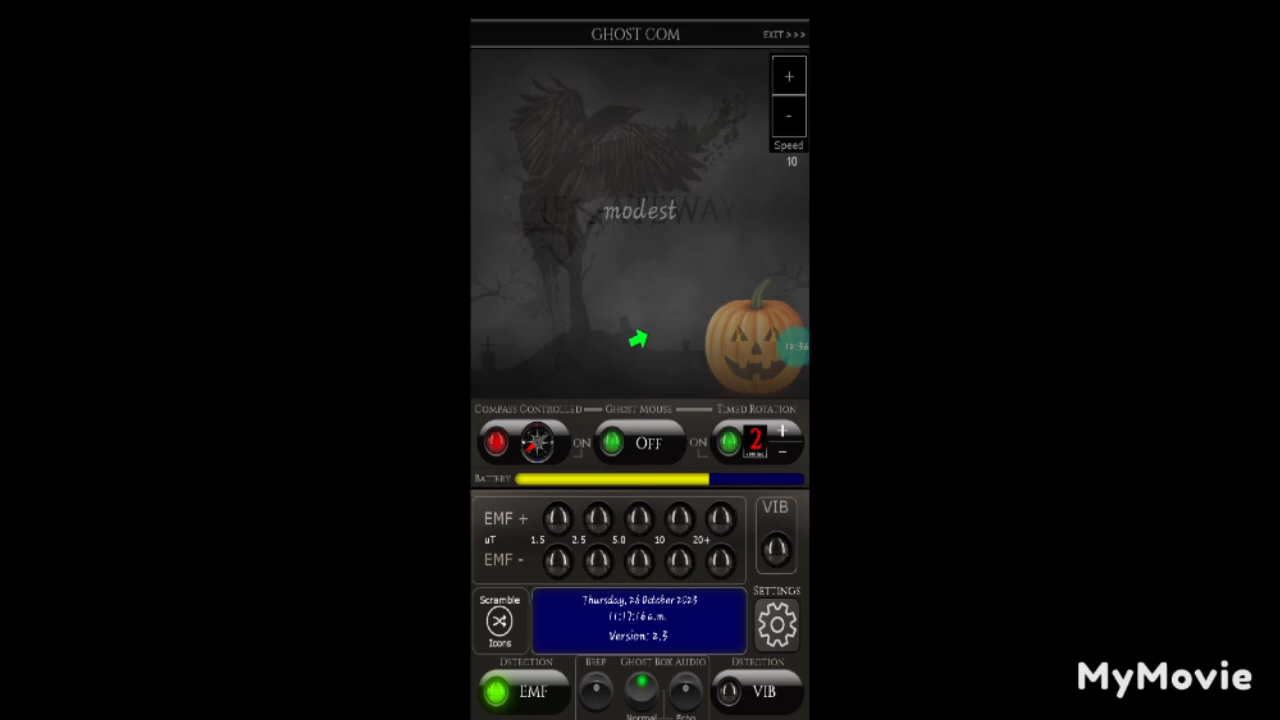 GHOST COM
EXIT >>>
+
-
Speed
10
modest
12:36
COMPASS CONTROLLED
GHOST MOUSE
TIMED ROTATION
ON
OFF
ON
2
+
-
BATTERY
EMF +
VIB
uT 1.5 2.5 5.0 10 20+
EMF -
SETTINGS
Scramble
Icons
Thursday, 26 October 2023
Version: 2.3
DETECTION
BEEP
GHOST BOX AUDIO
DETECTION
EMF
VIB
Normal
Echo
MyMovie